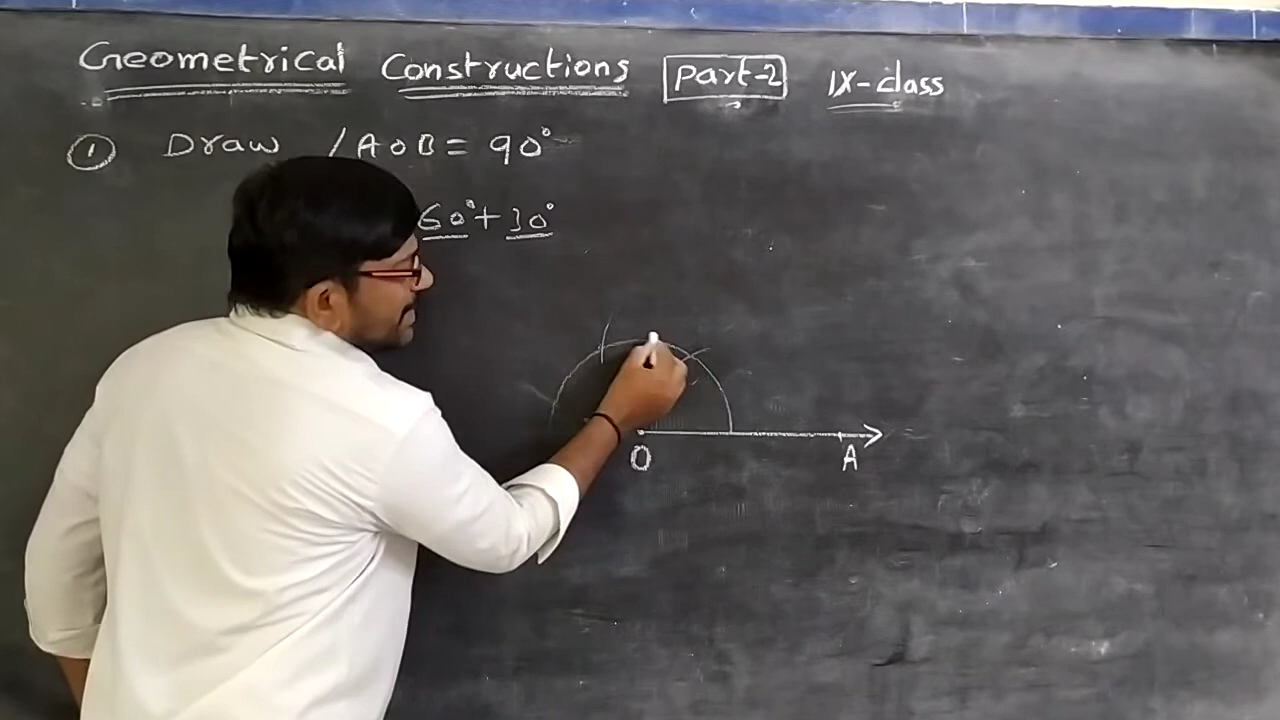 Geometrical Constructions Part-2 IX-class
1 Draw ∠AOB = 90°
60° + 30°
O A